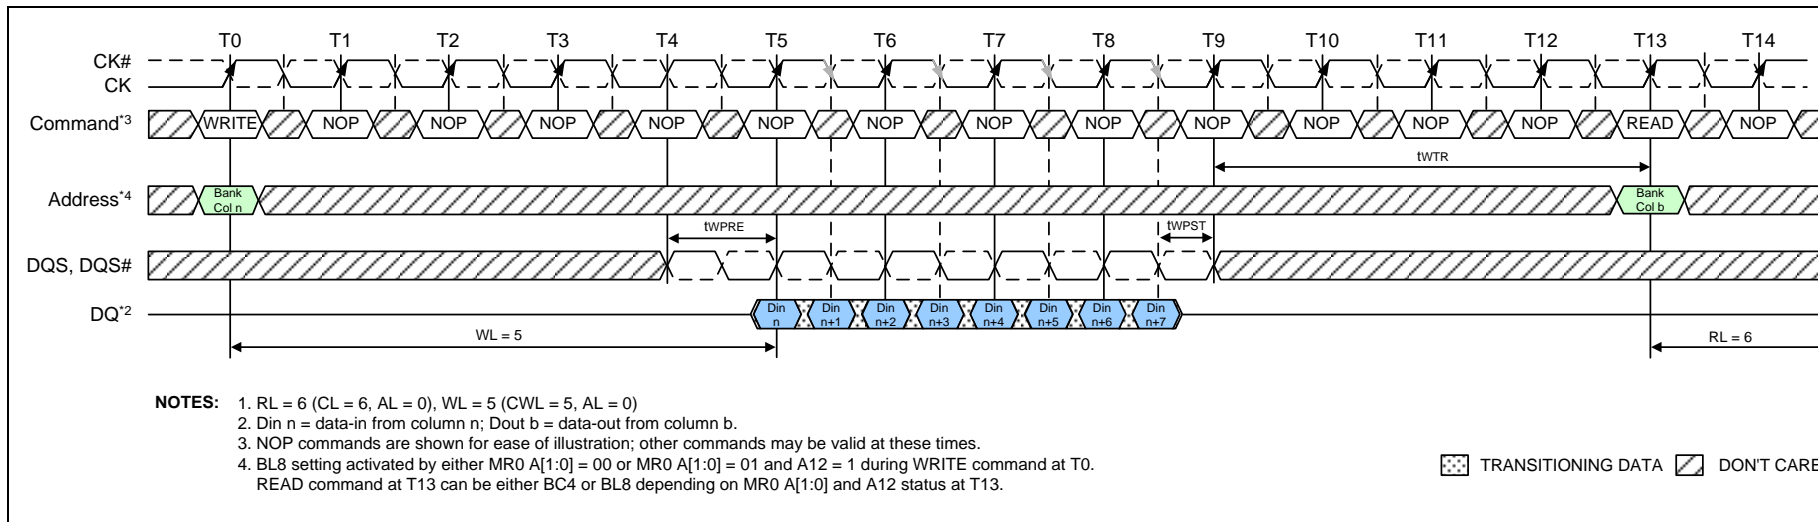 T0 T1 T2 T3 T4 T5 T6 T7 T8 T9 T10 T11 T12 T13 T14
CK#
CK
Command*3 WRITE NOP NOP NOP NOP NOP NOP NOP NOP NOP NOP NOP NOP READ NOP
tWTR
Address*4 Bank Col n Bank Col b
tWPRE tWPST
DQS, DQS#
DQ*2 Din n Din n+1 Din n+2 Din n+3 Din n+4 Din n+5 Din n+6 Din n+7
WL = 5 RL = 6
NOTES: 1. RL = 6 (CL = 6, AL = 0), WL = 5 (CWL = 5, AL = 0)
2. Din n = data-in from column n; Dout b = data-out from column b.
3. NOP commands are shown for ease of illustration; other commands may be valid at these times.
4. BL8 setting activated by either MR0 A[1:0] = 00 or MR0 A[1:0] = 01 and A12 = 1 during WRITE command at T0.
READ command at T13 can be either BC4 or BL8 depending on MR0 A[1:0] and A12 status at T13.
TRANSITIONING DATA DON'T CARE